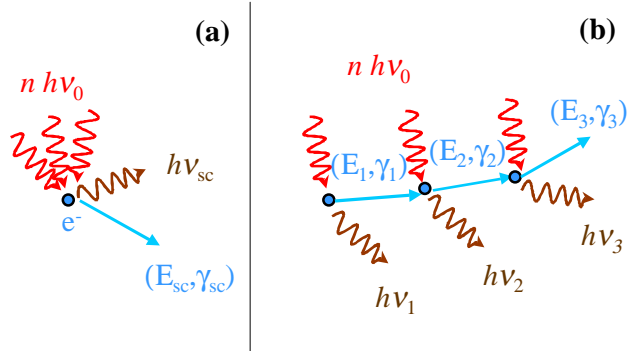 (a)
n hν₀
hνsc
e⁻
(Esc,γsc)
(b)
n hν₀
(E₁,γ₁)
(E₂,γ₂)
(E₃,γ₃)
hν₁
hν₂
hν₃